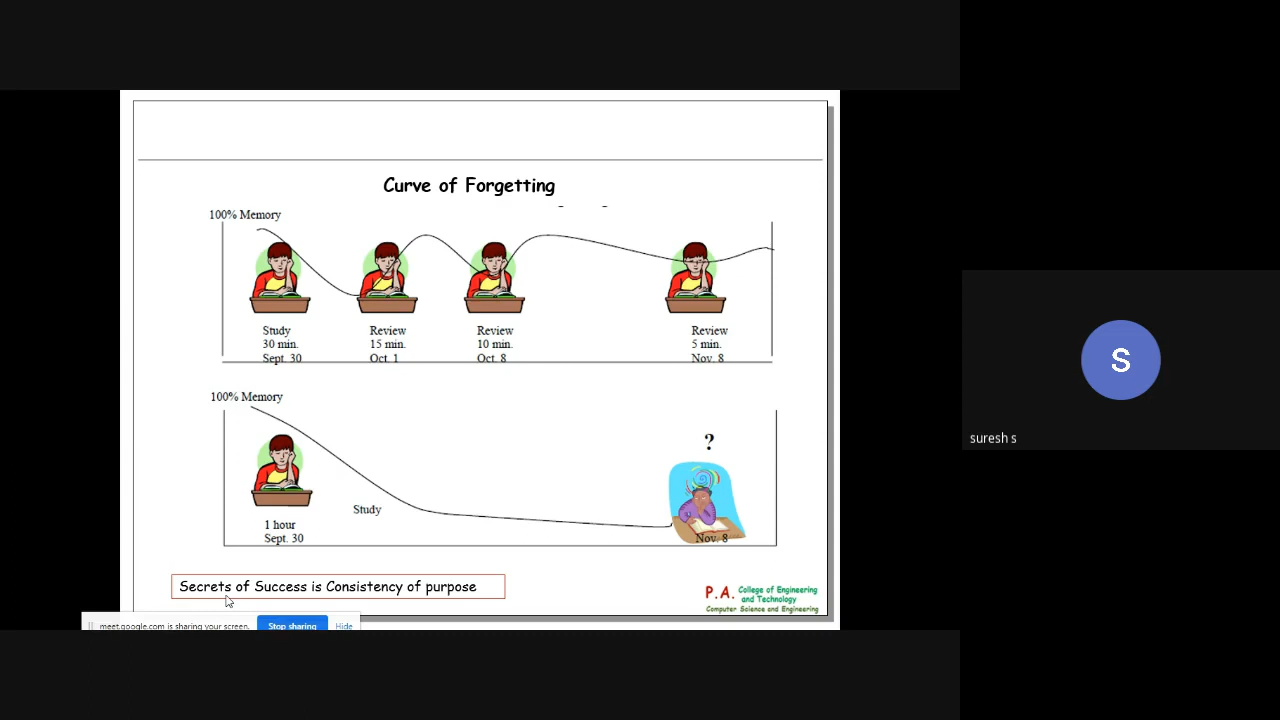 Curve of Forgetting
100% Memory
Study
30 min.
Sept. 30
Review
15 min.
Oct. 1
Review
10 min.
Oct. 8
Review
5 min.
Nov. 8
100% Memory
?
1 hour
Sept. 30
Study
Nov. 8
Secrets of Success is Consistency of purpose
P.A. College of Engineering
and Technology
Computer Science and Engineering
meet.google.com is sharing your screen.
Stop sharing
Hide
S
suresh s